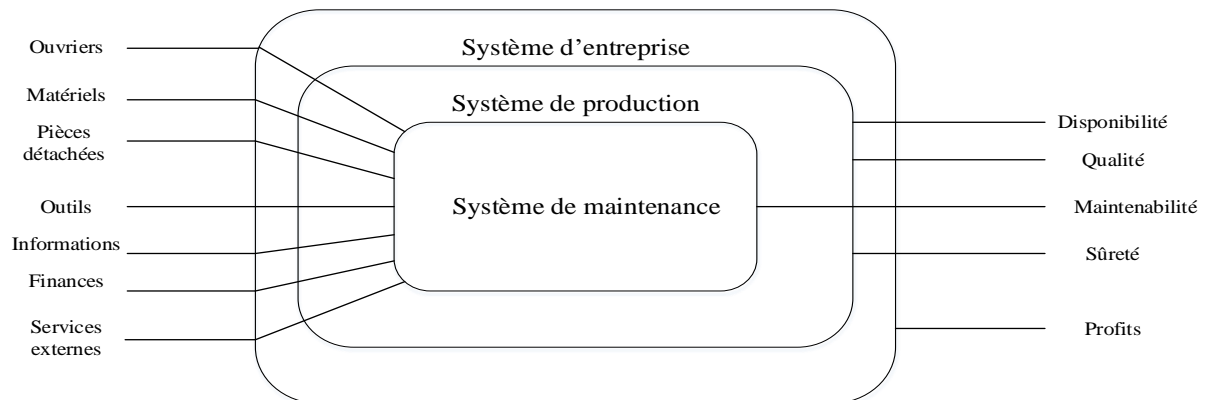 Ouvriers
Matériels
Pièces
détachées
Outils
Informations
Finances
Services
externes
Système d’entreprise
Système de production
Système de maintenance
Disponibilité
Qualité
Maintenabilité
Sûreté
Profits